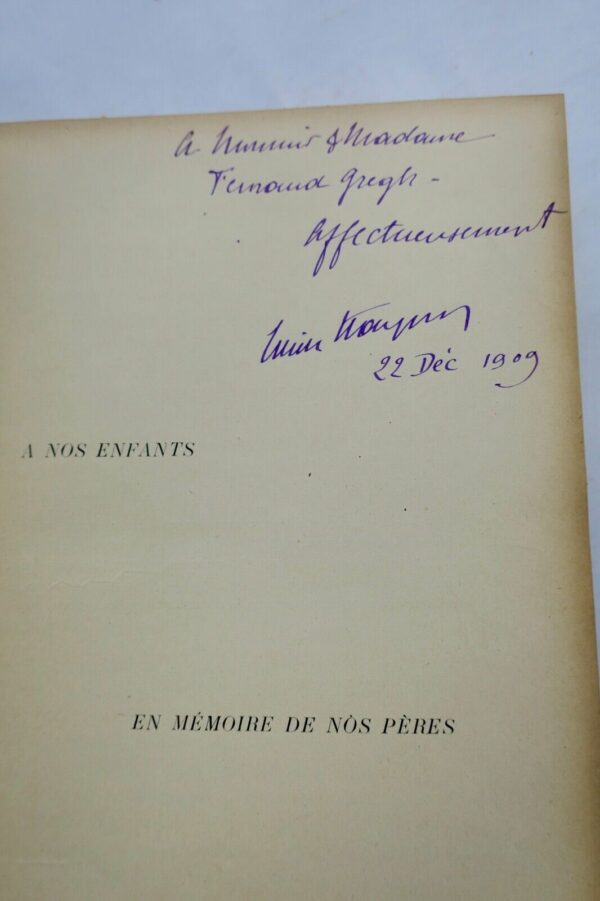 A Monsieur & Madame
Fernand Gregh -
Affectueusement
22 Déc 1909
A NOS ENFANTS
EN MÉMOIRE DE NOS PÈRES